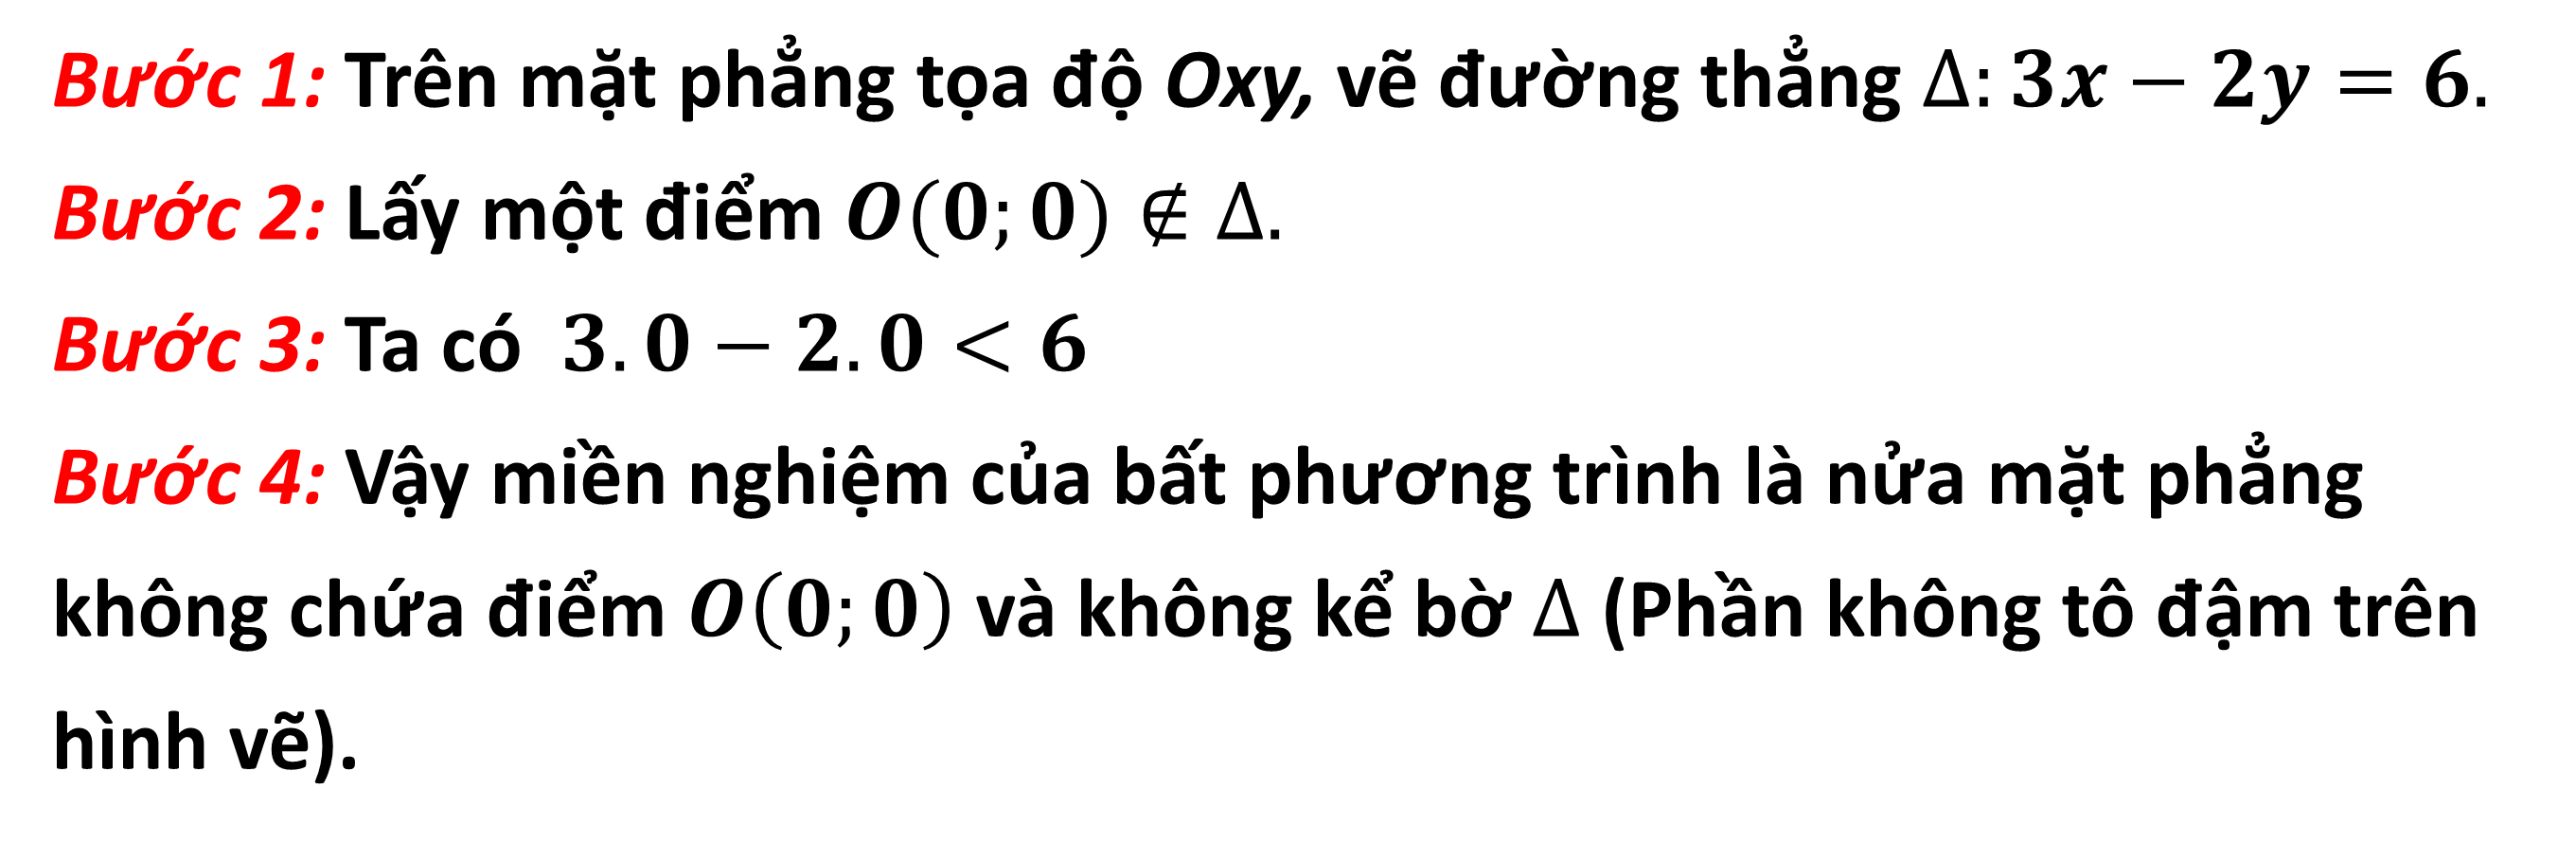 Bước 1: Trên mặt phẳng tọa độ Oxy, vẽ đường thẳng Δ: 3x − 2y = 6.
Bước 2: Lấy một điểm O(0; 0) ∉ Δ.
Bước 3: Ta có 3. 0 − 2. 0 < 6
Bước 4: Vậy miền nghiệm của bất phương trình là nửa mặt phẳng
không chứa điểm O(0; 0) và không kể bờ Δ (Phần không tô đậm trên
hình vẽ).